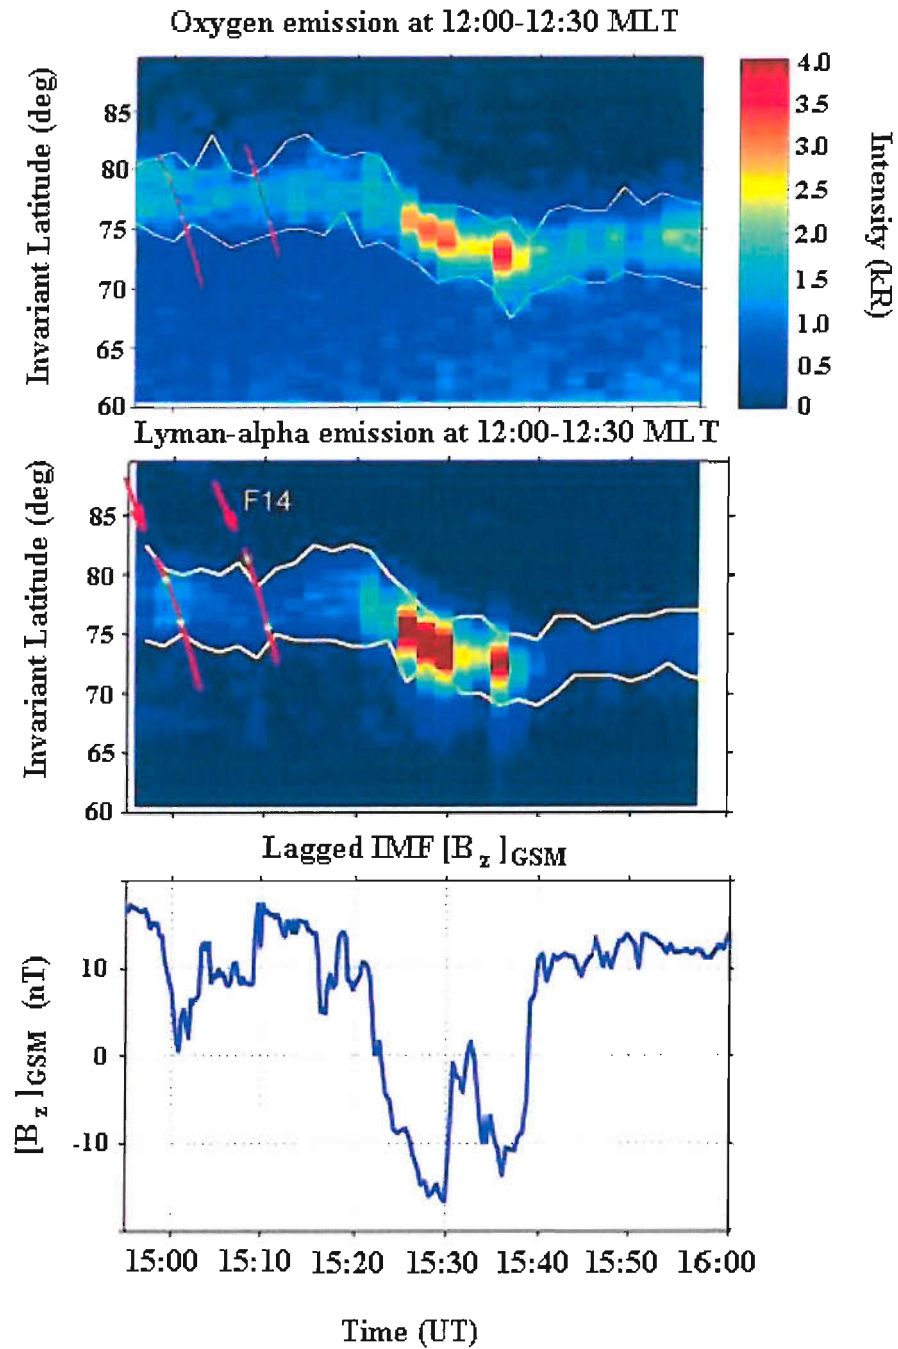 Oxygen emission at 12:00-12:30 MLT
Invariant Latitude (deg)
85
80
75
70
65
60
4.0
3.5
3.0
2.5
2.0
1.5
1.0
0.5
0
Intensity (kR)
Lyman-alpha emission at 12:00-12:30 MLT
Invariant Latitude (deg)
85
80
75
70
65
60
F14
Lagged IMF [B z ]GSM
[B z ]GSM (nT)
10
0
-10
15:00 15:10 15:20 15:30 15:40 15:50 16:00
Time (UT)